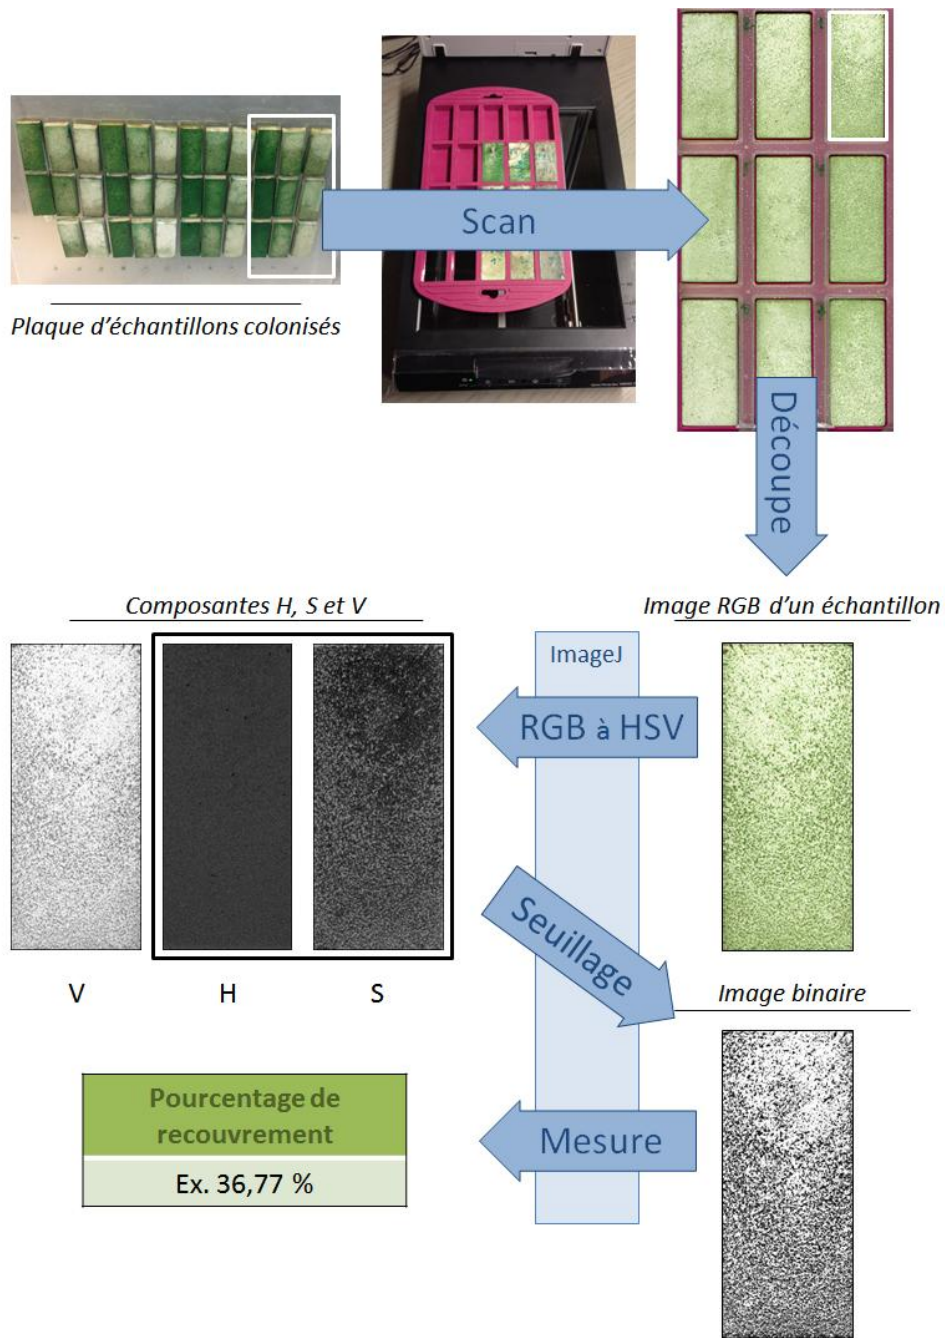 Scan
Plaque d'échantillons colonisés
Découpe
Composantes H, S et V
Image RGB d'un échantillon
ImageJ
RGB à HSV
V
H
S
Seuillage
Image binaire
Pourcentage de
recouvrement
Ex. 36,77 %
Mesure